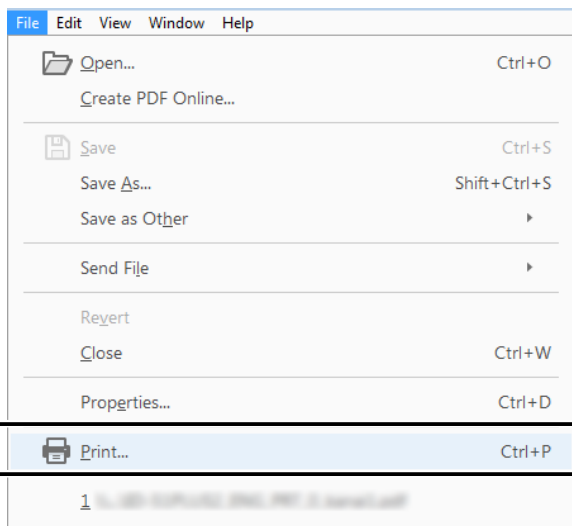 File Edit View Window Help
Open... Ctrl+O
Create PDF Online...
Save Ctrl+S
Save As... Shift+Ctrl+S
Save as Other
Send File
Revert
Close Ctrl+W
Properties... Ctrl+D
Print... Ctrl+P
1